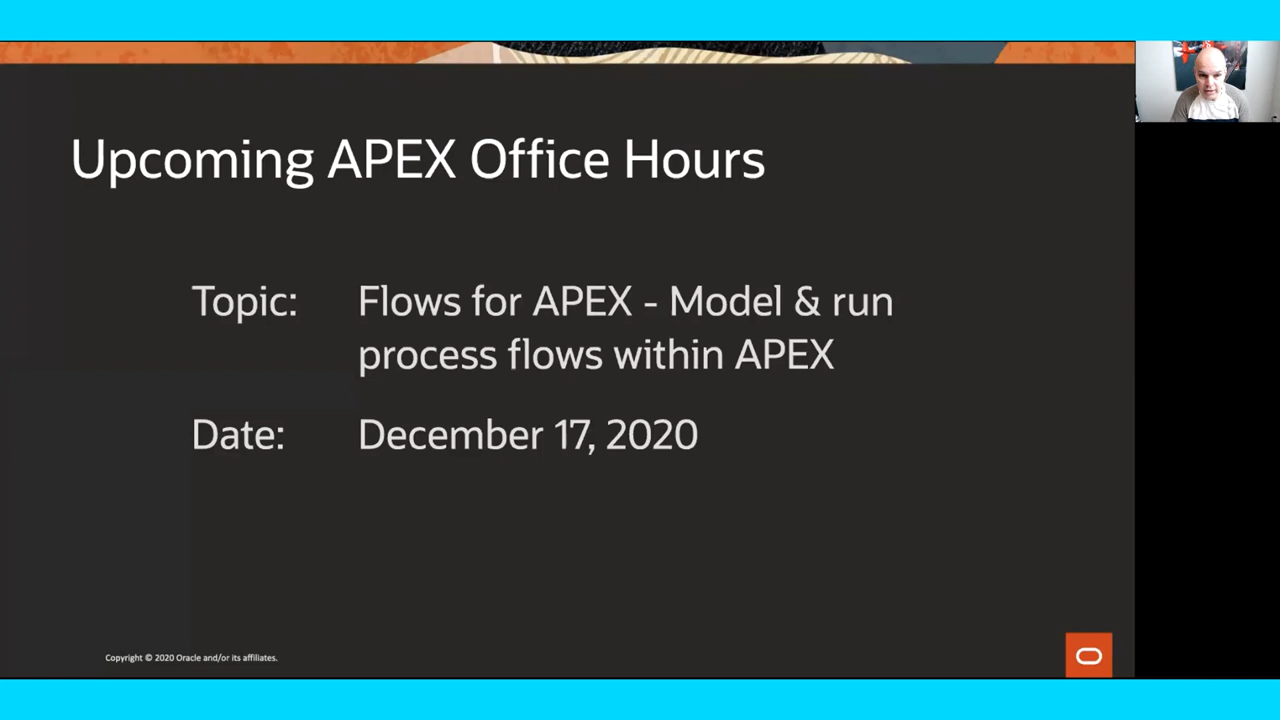 Upcoming APEX Office Hours
Topic: Flows for APEX - Model & run
process flows within APEX
Date: December 17, 2020
Copyright © 2020 Oracle and/or its affiliates.